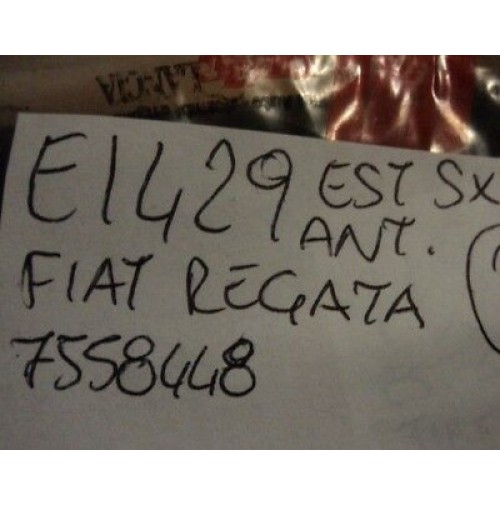 E1429 EST SX
ANT.
FIAT REGATA
7558448